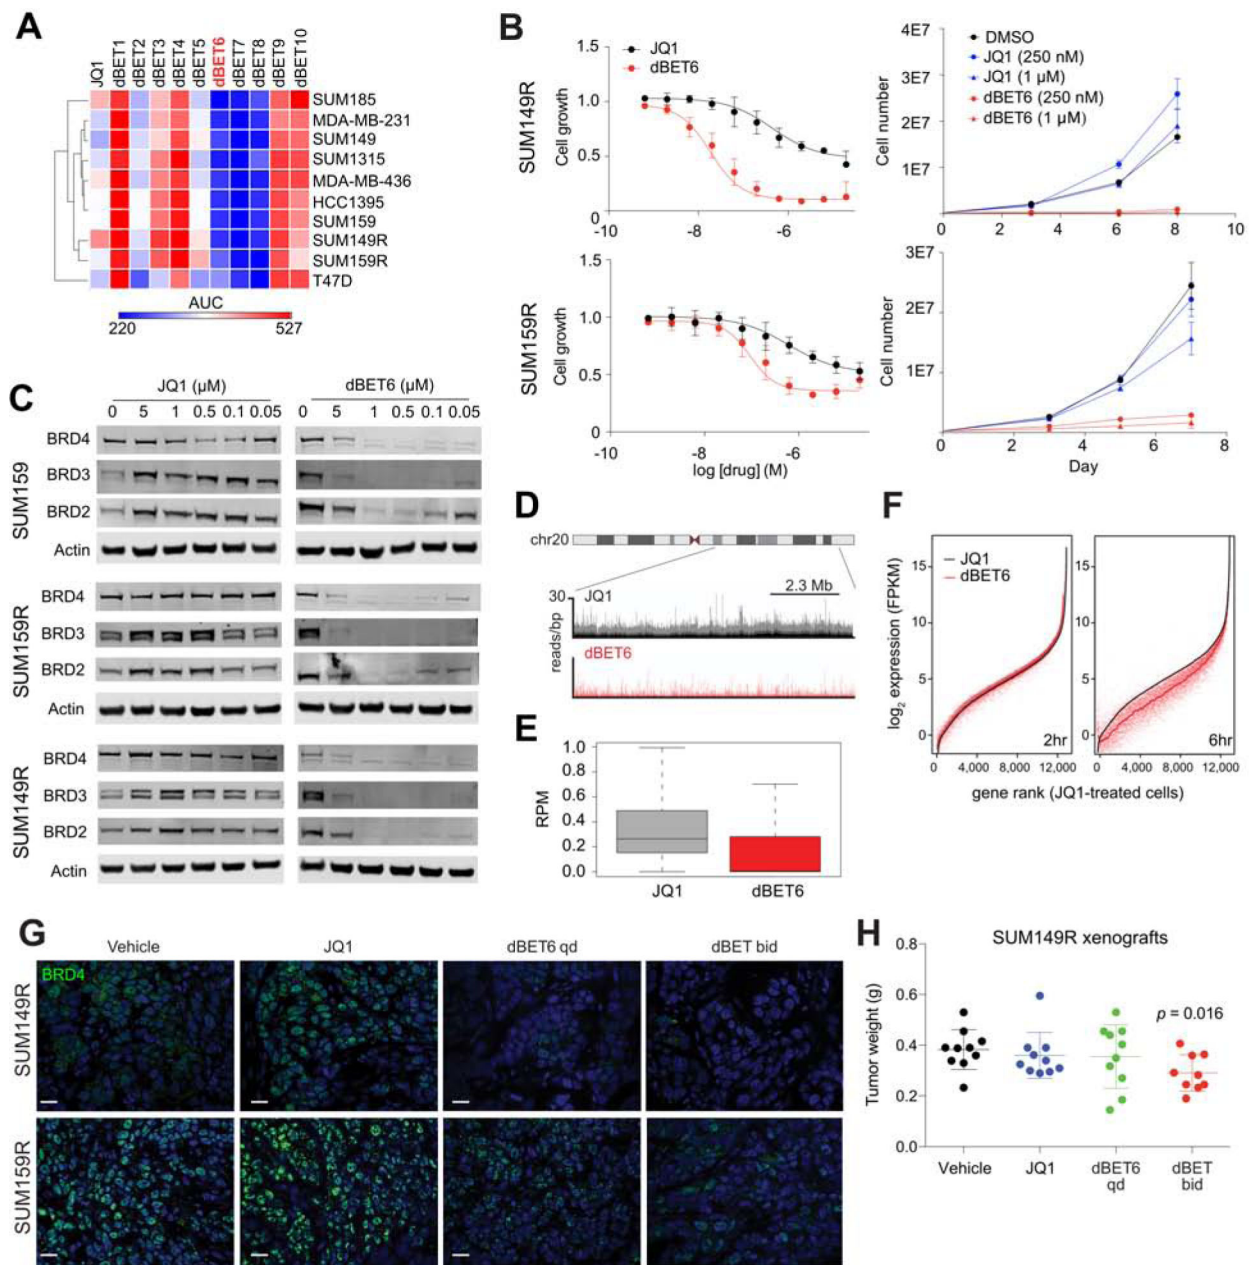 A
JQ1
dBET1
dBET2
dBET3
dBET4
dBET5
dBET6
dBET7
dBET8
dBET9
dBET10
SUM185
MDA-MB-231
SUM149
SUM1315
MDA-MB-436
HCC1395
SUM159
SUM149R
SUM159R
T47D
AUC
220 527
B
SUM149R
Cell growth
1.5
1.0
0.5
0
-10 -8 -6
JQ1
dBET6
Cell number
4E7
3E7
2E7
1E7
0 2 4 6 8 10
DMSO
JQ1 (250 nM)
JQ1 (1 µM)
dBET6 (250 nM)
dBET6 (1 µM)
SUM159R
Cell growth
1.5
1.0
0.5
0
-10 -8 -6
log [drug] (M)
Cell number
3E7
2E7
1E7
0 2 4 6 8
Day
C
JQ1 (µM) dBET6 (µM)
0 5 1 0.5 0.1 0.05 0 5 1 0.5 0.1 0.05
SUM159
BRD4
BRD3
BRD2
Actin
SUM159R
BRD4
BRD3
BRD2
Actin
SUM149R
BRD4
BRD3
BRD2
Actin
D
chr20
2.3 Mb
30
JQ1
reads/bp
dBET6
E
RPM
1.0
0.8
0.6
0.4
0.2
0.0
JQ1 dBET6
F
log2 expression (FPKM)
15
10
5
0
JQ1
dBET6
2hr
0 4,000 8,000 12,000
15
10
5
0
6hr
0 4,000 8,000 12,000
gene rank (JQ1-treated cells)
G
Vehicle JQ1 dBET6 qd dBET bid
BRD4
SUM149R
SUM159R
H
SUM149R xenografts
Tumor weight (g)
0.8
0.6
0.4
0.2
0.0
p = 0.016
Vehicle JQ1 dBET6 dBET
qd bid